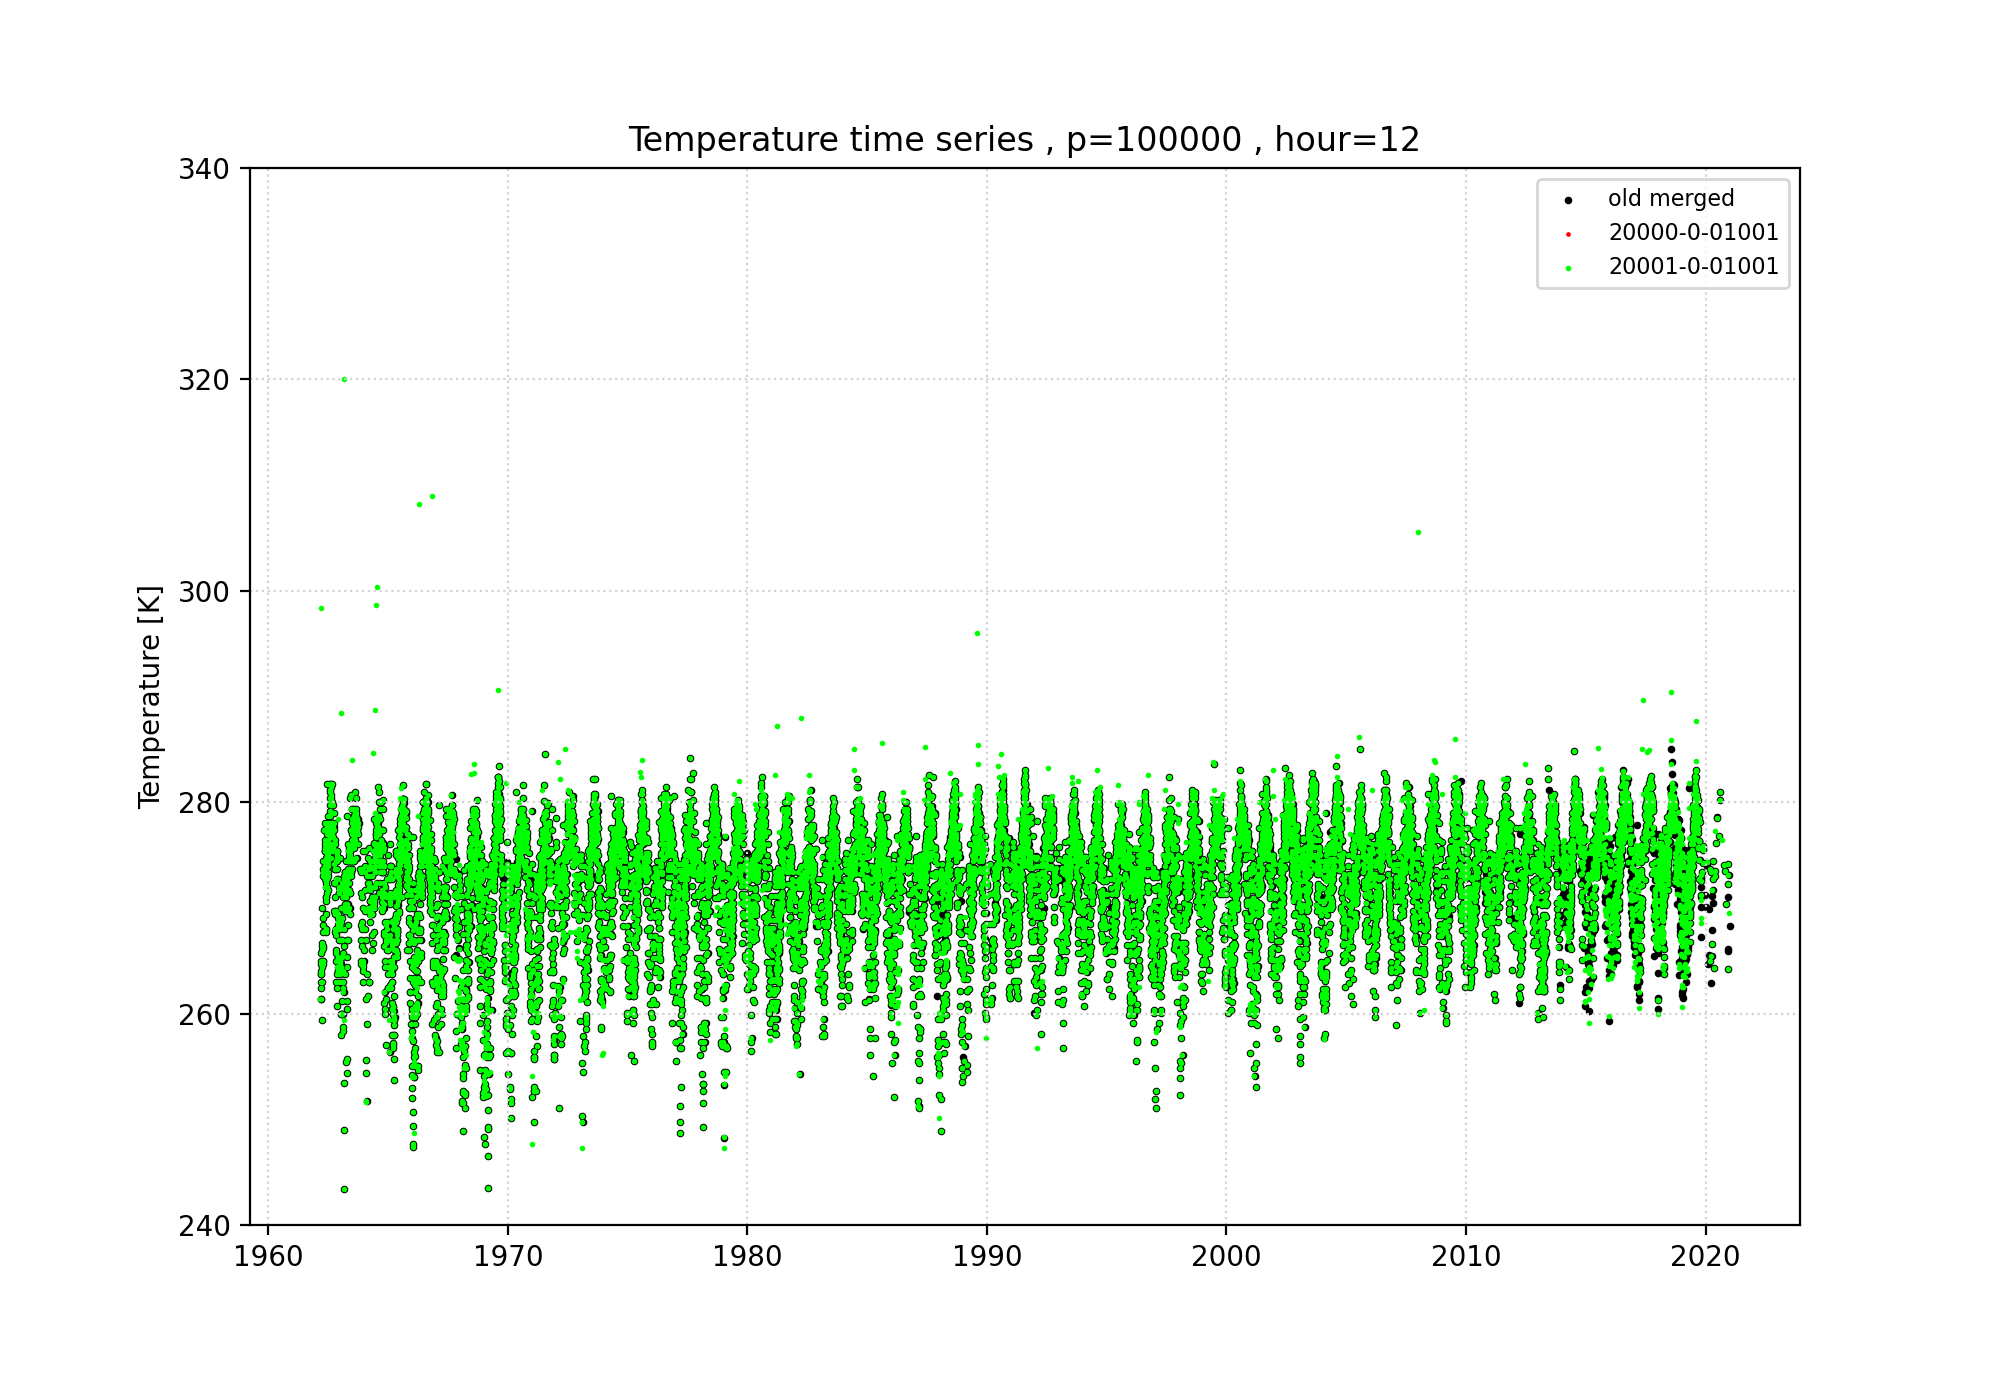 Temperature time series , p=100000 , hour=12
340
320
300
280
260
240
Temperature [K]
old merged
20000-0-01001
20001-0-01001
1960 1970 1980 1990 2000 2010 2020